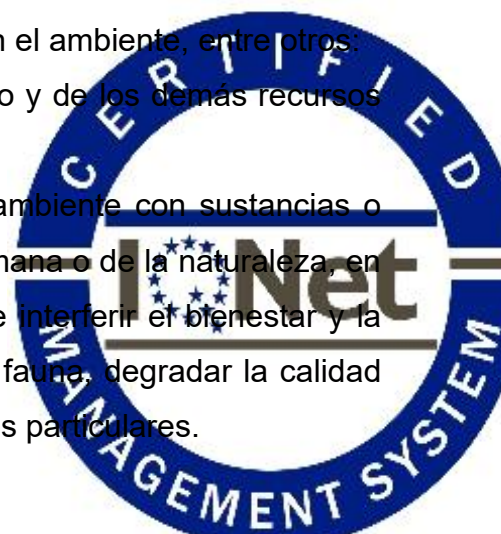 n el ambiente, entre otros:
o y de los demás recursos
ambiente con sustancias o
mana o de la naturaleza, en
e interferir el bienestar y la
fauna, degradar la calidad
s particulares.
CERTIFIED
IQNet
MANAGEMENT SYSTEM